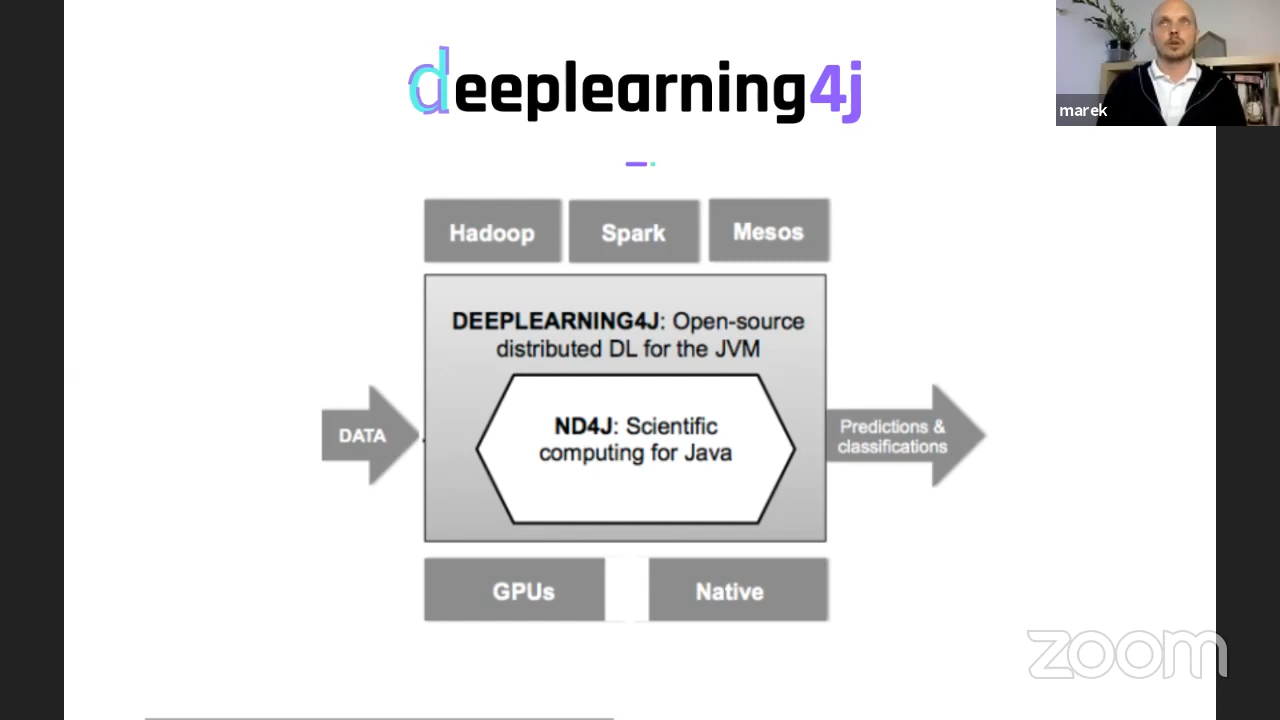 deeplearning4j
marek
Hadoop
Spark
Mesos
DEEPLEARNING4J: Open-source
distributed DL for the JVM
ND4J: Scientific
computing for Java
DATA
Predictions &
classifications
GPUs
Native
zoom